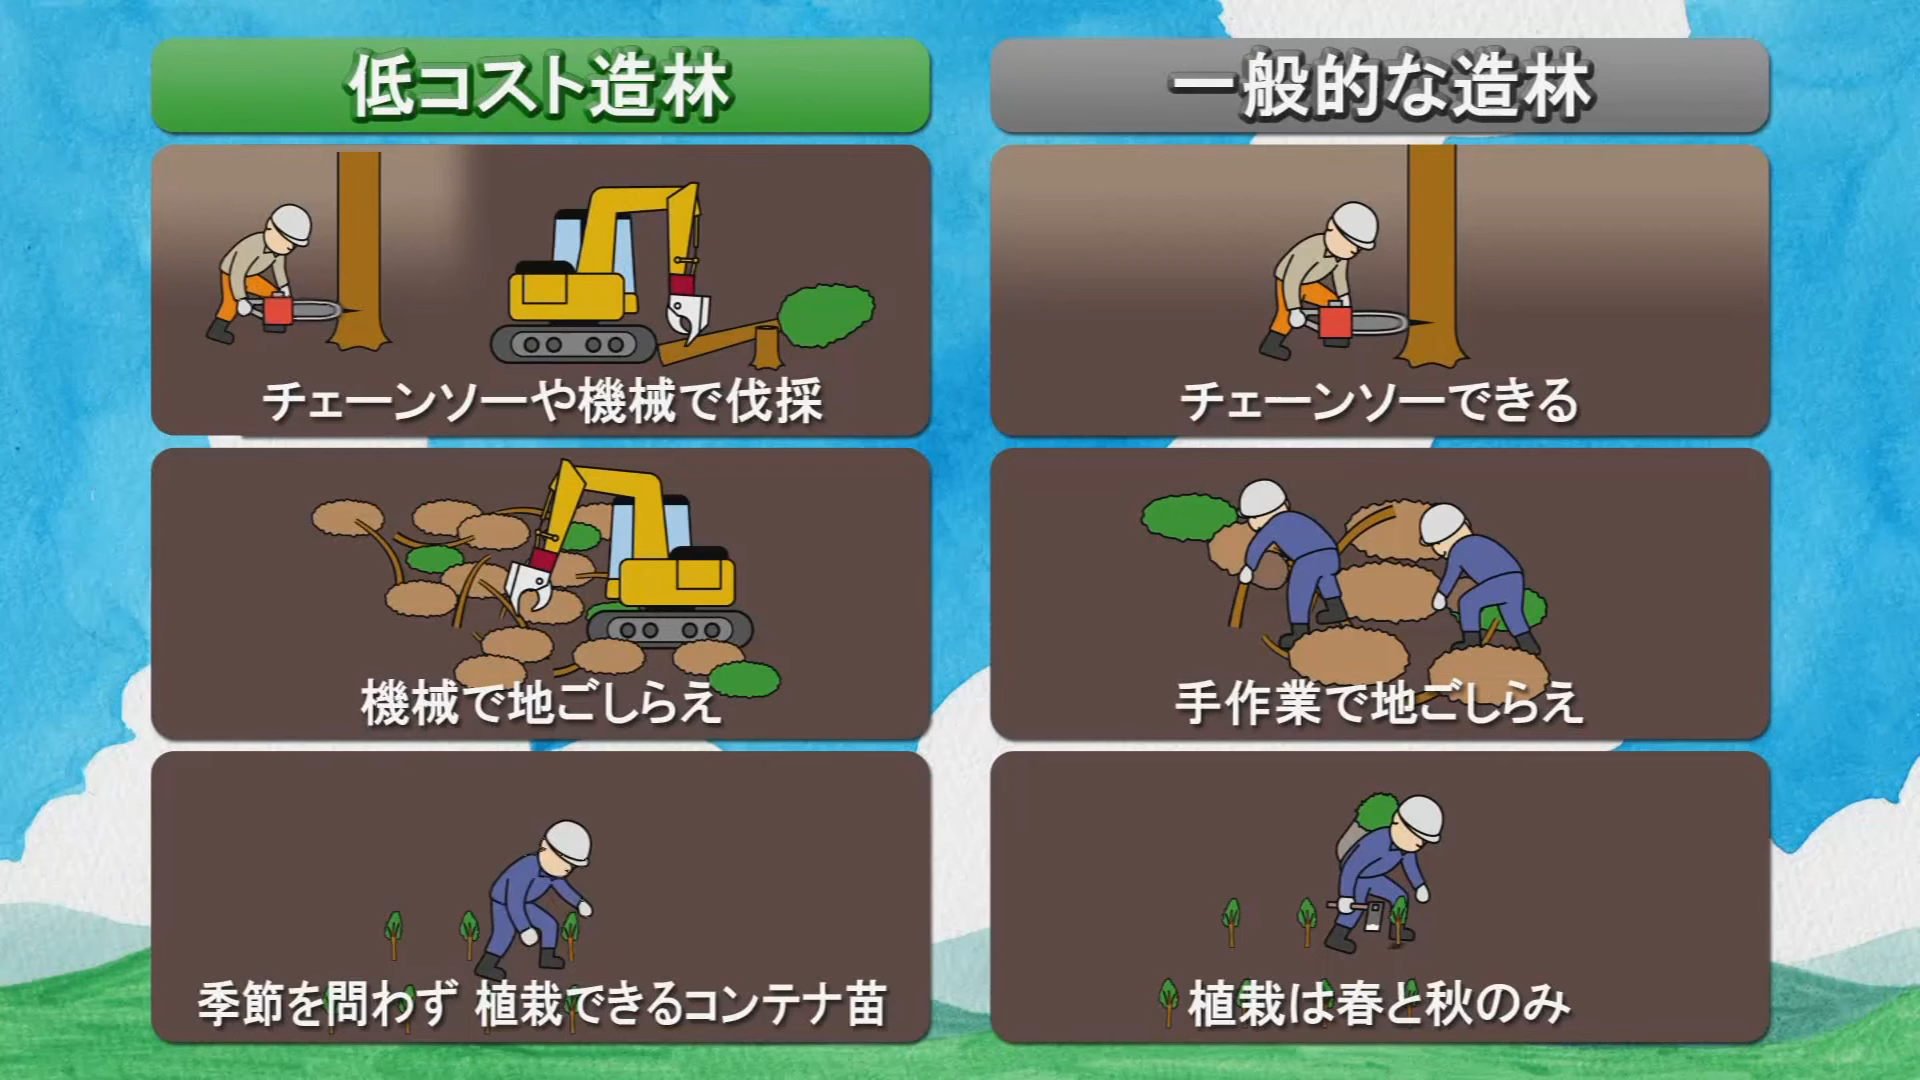 低コスト造林
一般的な造林
チェーンソーや機械で伐採
チェーンソーできる
機械で地ごしらえ
手作業で地ごしらえ
季節を問わず 植栽できるコンテナ苗
植栽は春と秋のみ